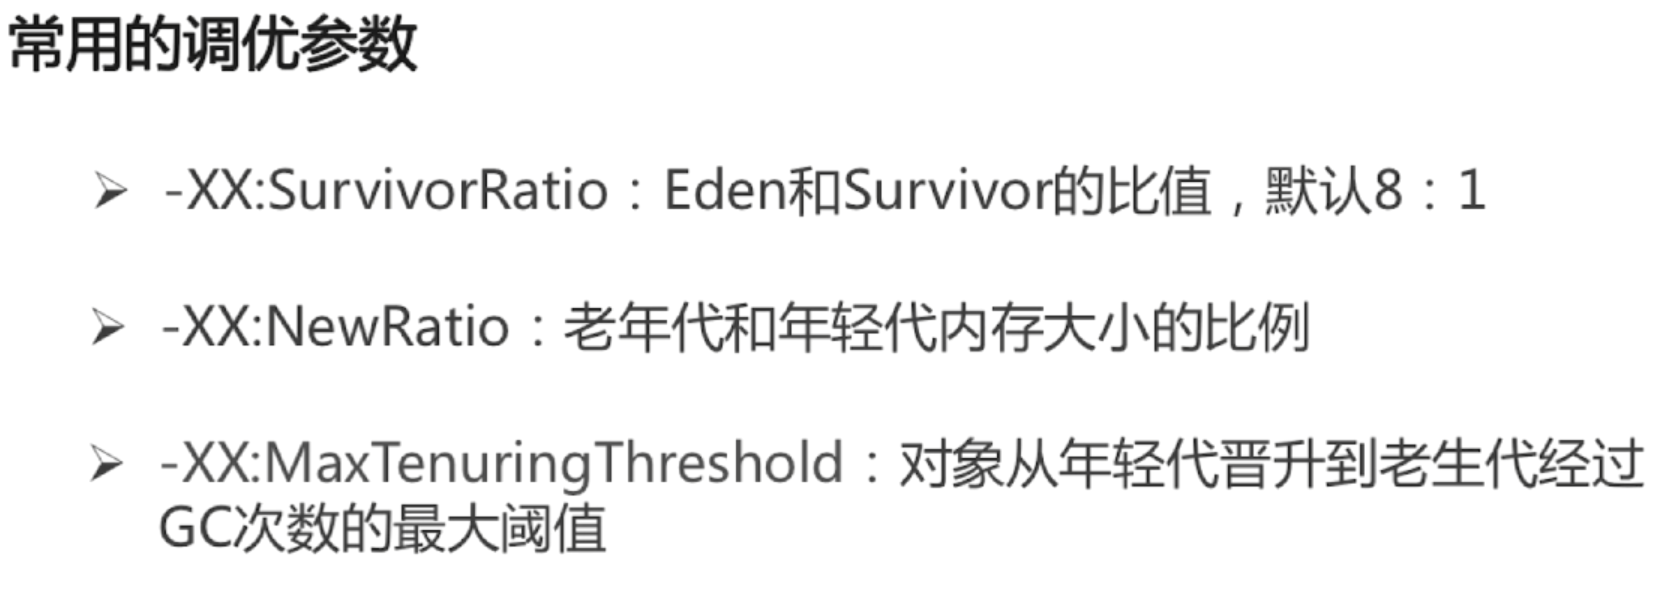 常用的调优参数
-XX:SurvivorRatio：Eden和Survivor的比值，默认8：1
-XX:NewRatio：老年代和年轻代内存大小的比例
-XX:MaxTenuringThreshold：对象从年轻代晋升到老生代经过
GC次数的最大阈值